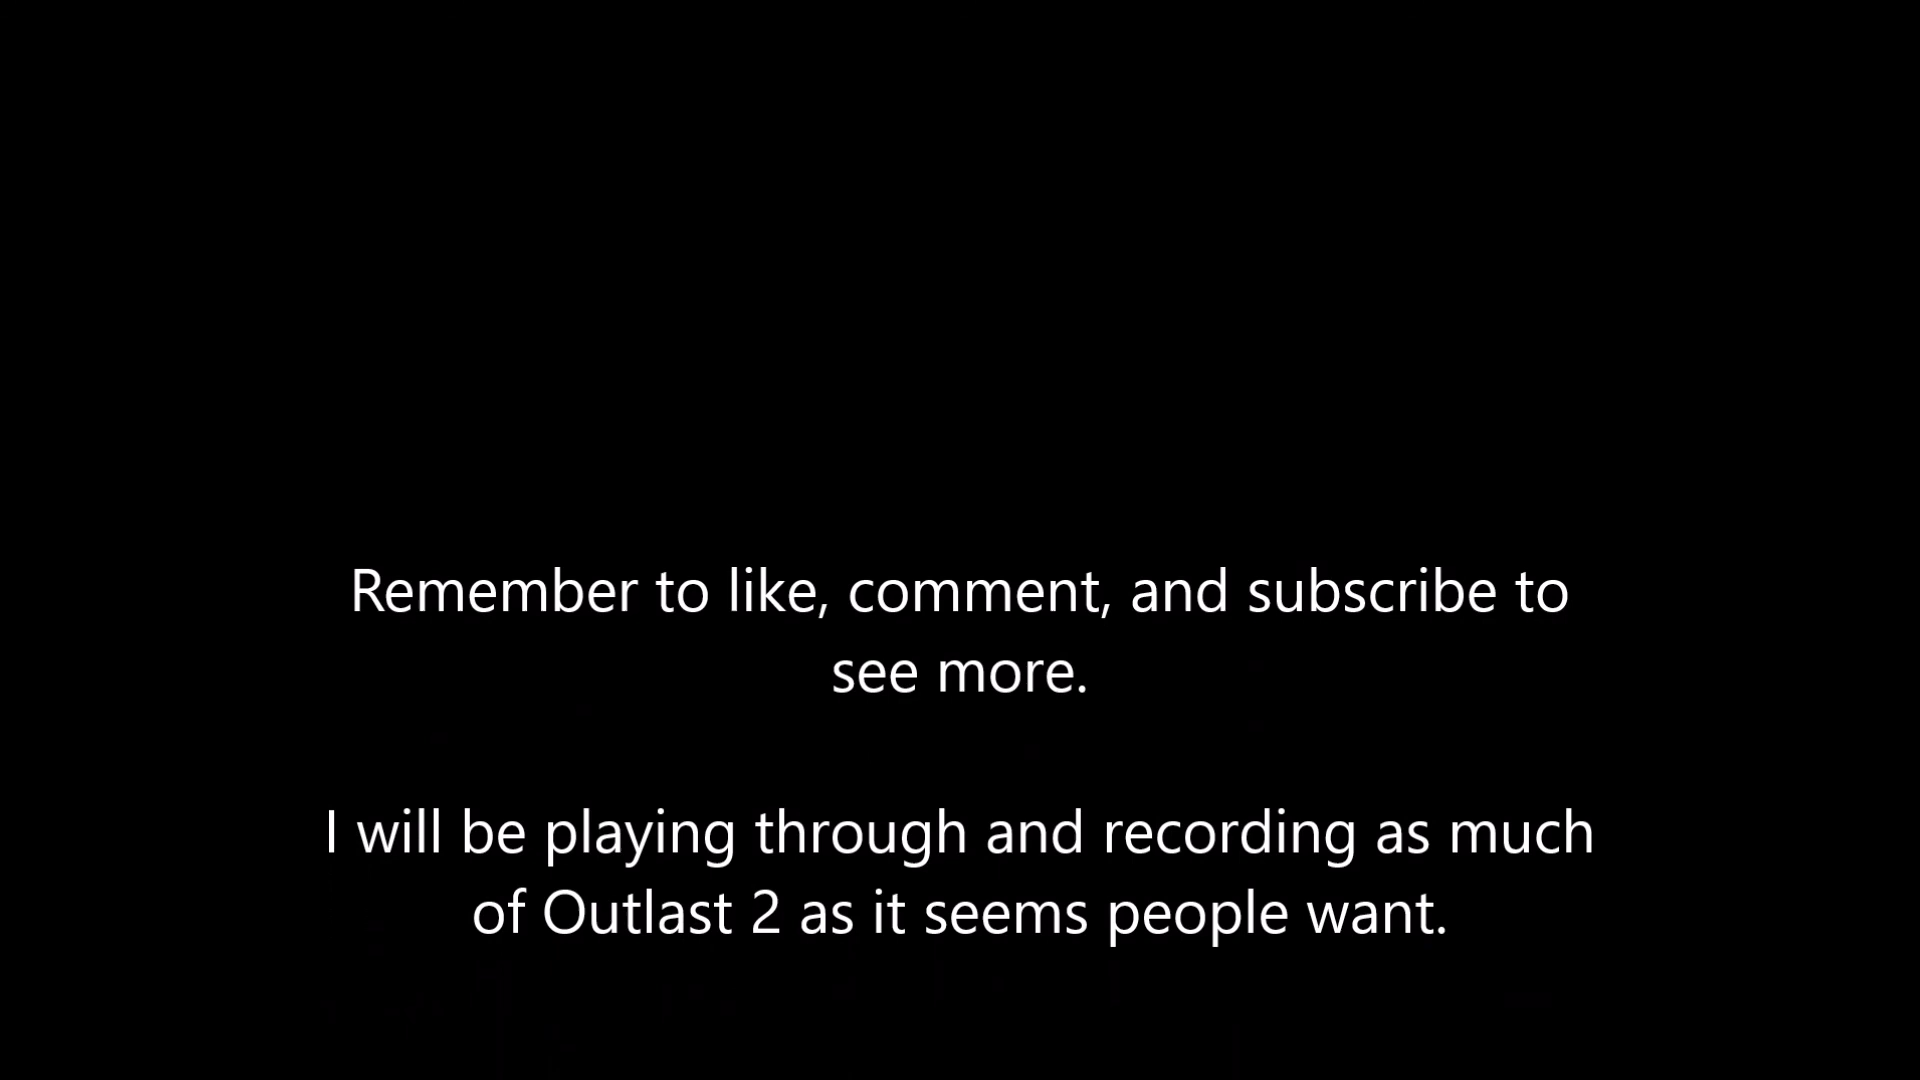 Remember to like, comment, and subscribe to
see more.
I will be playing through and recording as much
of Outlast 2 as it seems people want.